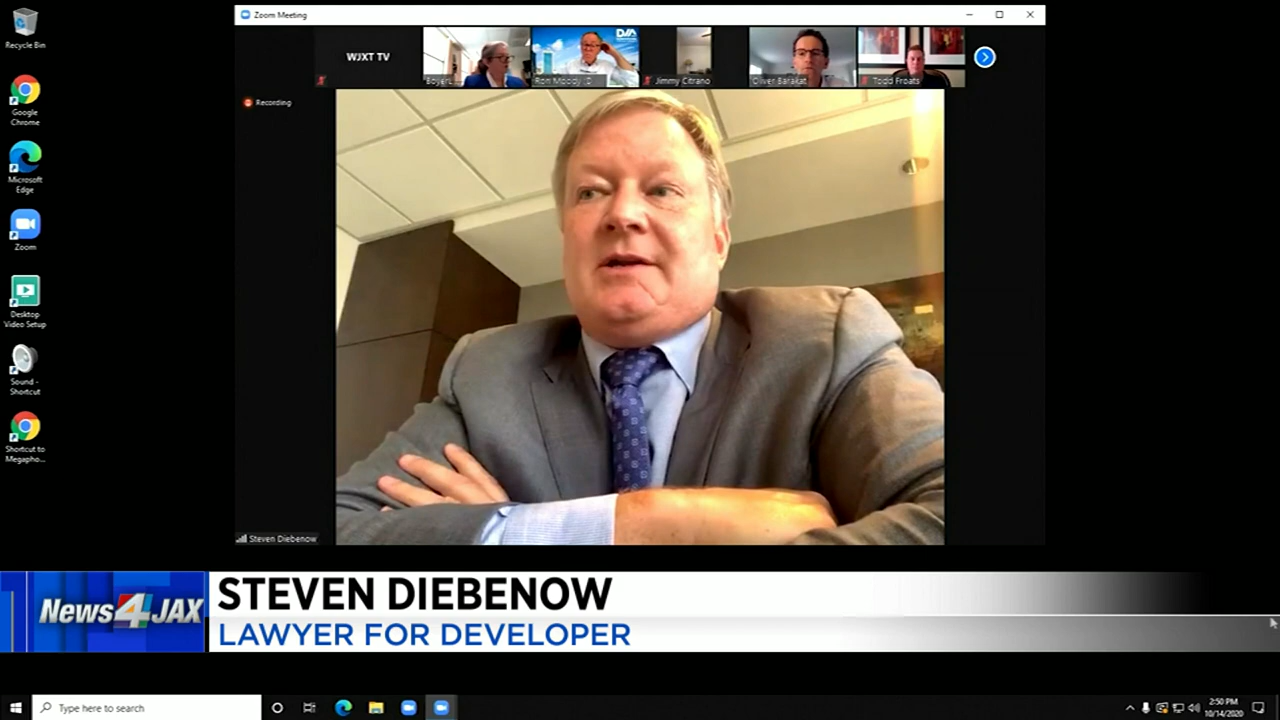 Recycle Bin
Google
Chrome
Microsoft
Edge
Zoom
Desktop
Video Setup
Sound -
Shortcut
Shortcut to
Megapho...
Zoom Meeting
WJXT TV
Ron Moody
Jimmy Citrano
Oliver Barakat
Todd Froats
DIA
Recording
Steven Diebenow
News4JAX
STEVEN DIEBENOW
LAWYER FOR DEVELOPER
Type here to search
2:50 PM
10/14/2020